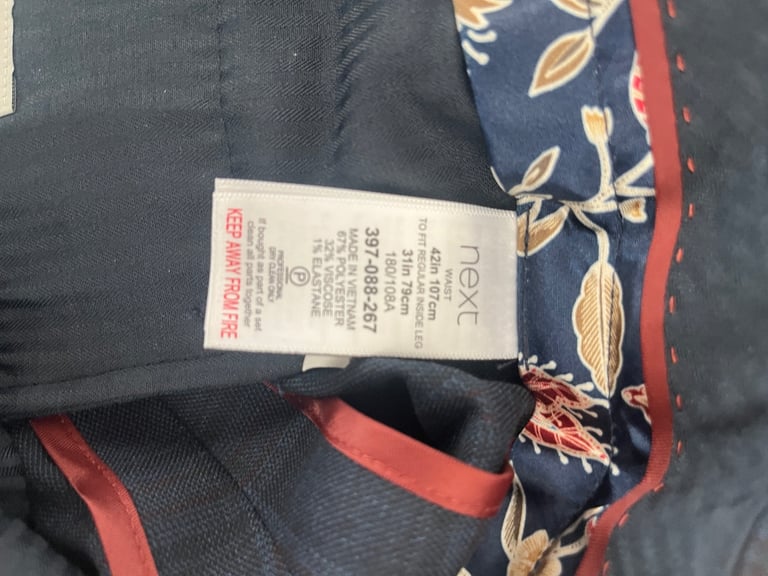 next
WAIST
42in 107cm
TO FIT REGULAR INSIDE LEG
31in 79cm
180/108A
397-088-267
MADE IN VIETNAM
67% POLYESTER
32% VISCOSE
1% ELASTANE
P
PROFESSIONAL
DRY CLEAN ONLY
If bought as part of a set
clean all parts together
KEEP AWAY FROM FIRE